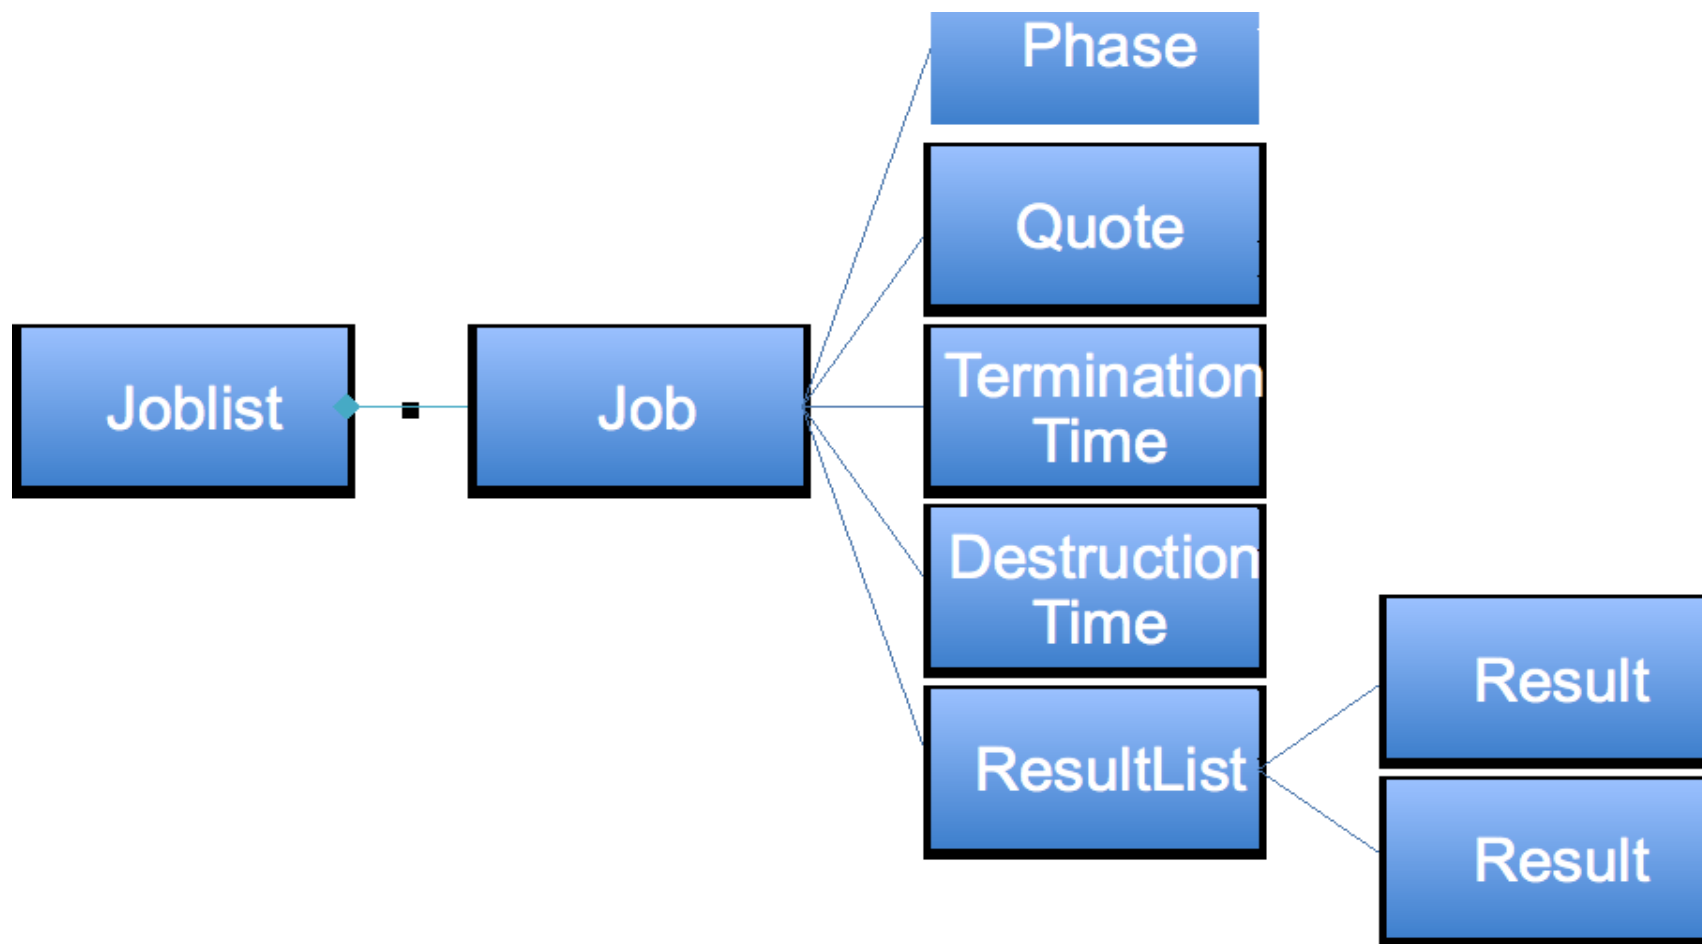 Phase
Quote
Joblist
Job
Termination
Time
Destruction
Time
ResultList
Result
Result